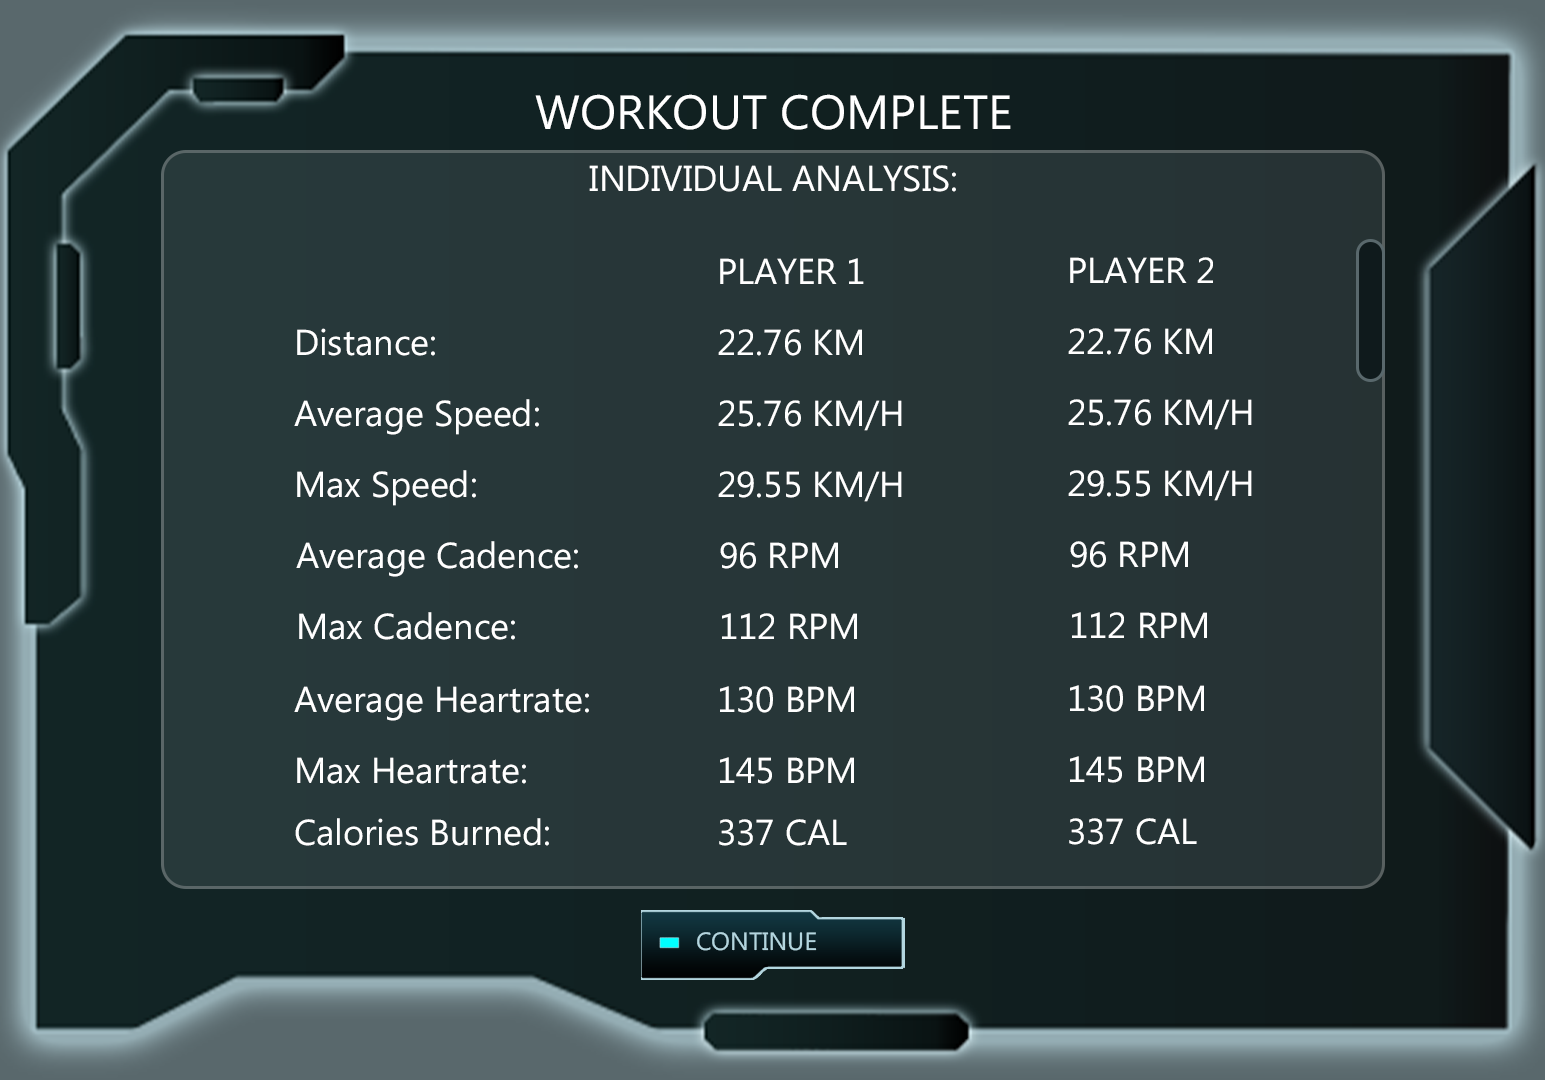 WORKOUT COMPLETE
INDIVIDUAL ANALYSIS:
PLAYER 1 PLAYER 2
Distance: 22.76 KM 22.76 KM
Average Speed: 25.76 KM/H 25.76 KM/H
Max Speed: 29.55 KM/H 29.55 KM/H
Average Cadence: 96 RPM 96 RPM
Max Cadence: 112 RPM 112 RPM
Average Heartrate: 130 BPM 130 BPM
Max Heartrate: 145 BPM 145 BPM
Calories Burned: 337 CAL 337 CAL
CONTINUE